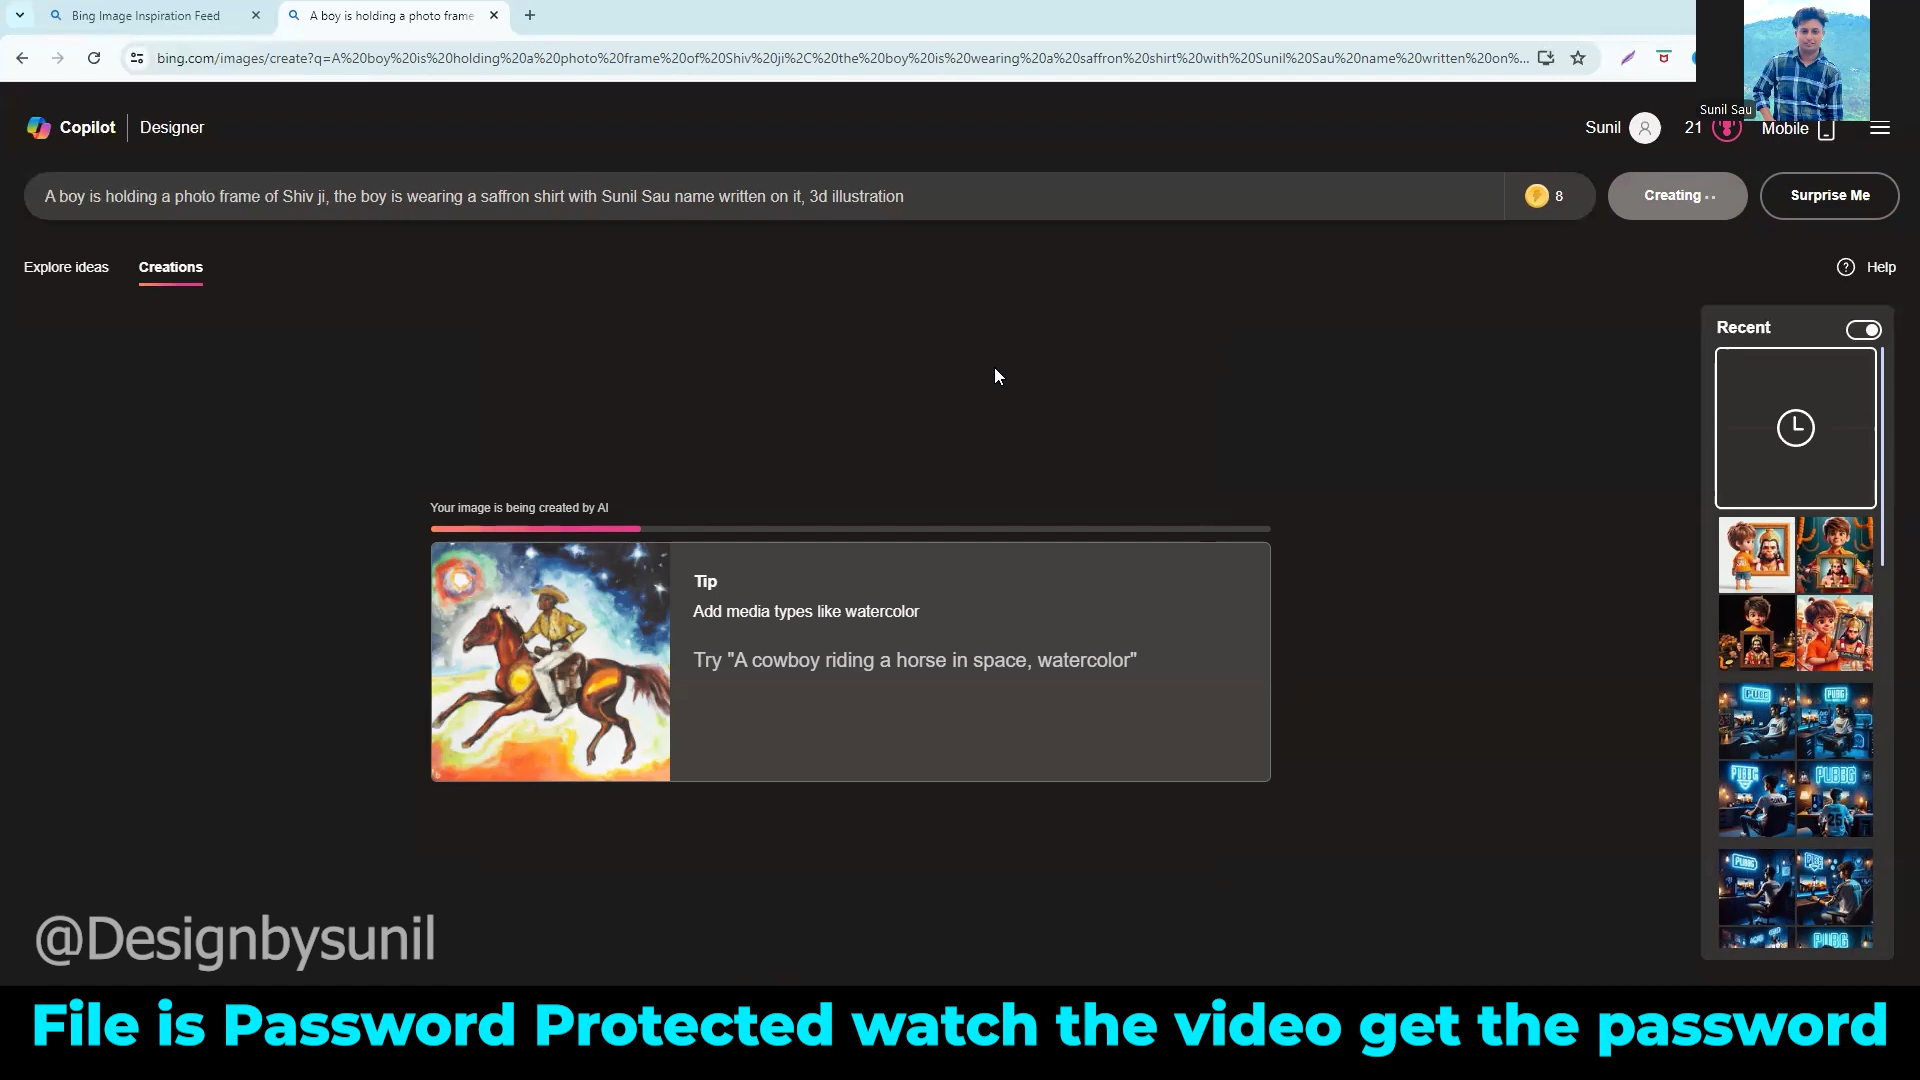 Bing Image Inspiration Feed
A boy is holding a photo frame
bing.com/images/create?q=A%20boy%20is%20holding%20a%20photo%20frame%20of%20Shiv%20ji%2C%20the%20boy%20is%20wearing%20a%20saffron%20shirt%20with%20Sunil%20Sau%20name%20written%20on%...
Sunil Sau
Copilot | Designer
Sunil 21 Mobile
A boy is holding a photo frame of Shiv ji, the boy is wearing a saffron shirt with Sunil Sau name written on it, 3d illustration
8
Creating . .
Surprise Me
Explore ideas Creations
Help
Recent
Your image is being created by AI
Tip
Add media types like watercolor
Try "A cowboy riding a horse in space, watercolor"
@Designbysunil
File is Password Protected watch the video get the password